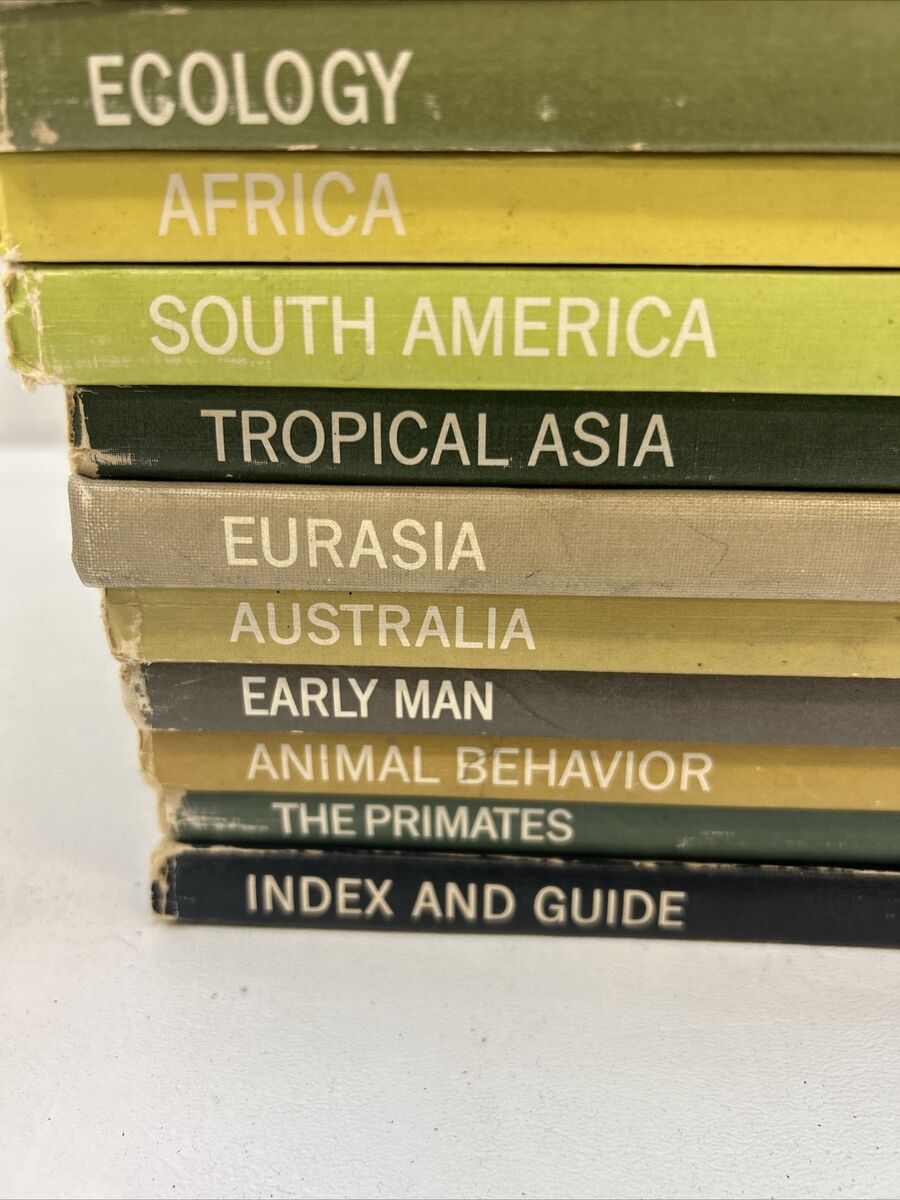 ECOLOGY
AFRICA
SOUTH AMERICA
TROPICAL ASIA
EURASIA
AUSTRALIA
EARLY MAN
ANIMAL BEHAVIOR
THE PRIMATES
INDEX AND GUIDE